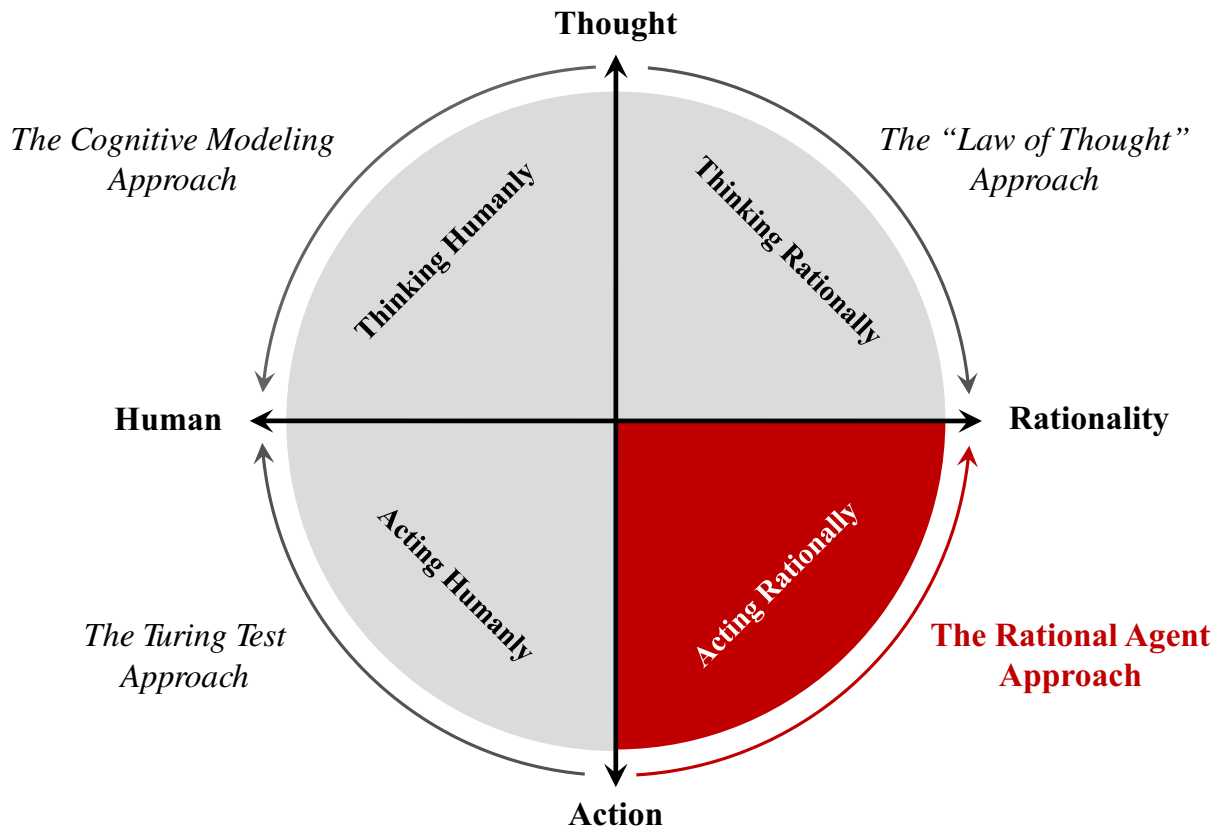 Thought
The Cognitive Modeling
Approach
The “Law of Thought”
Approach
Thinking Humanly
Thinking Rationally
Human
Rationality
Acting Humanly
Acting Rationally
The Turing Test
Approach
The Rational Agent
Approach
Action